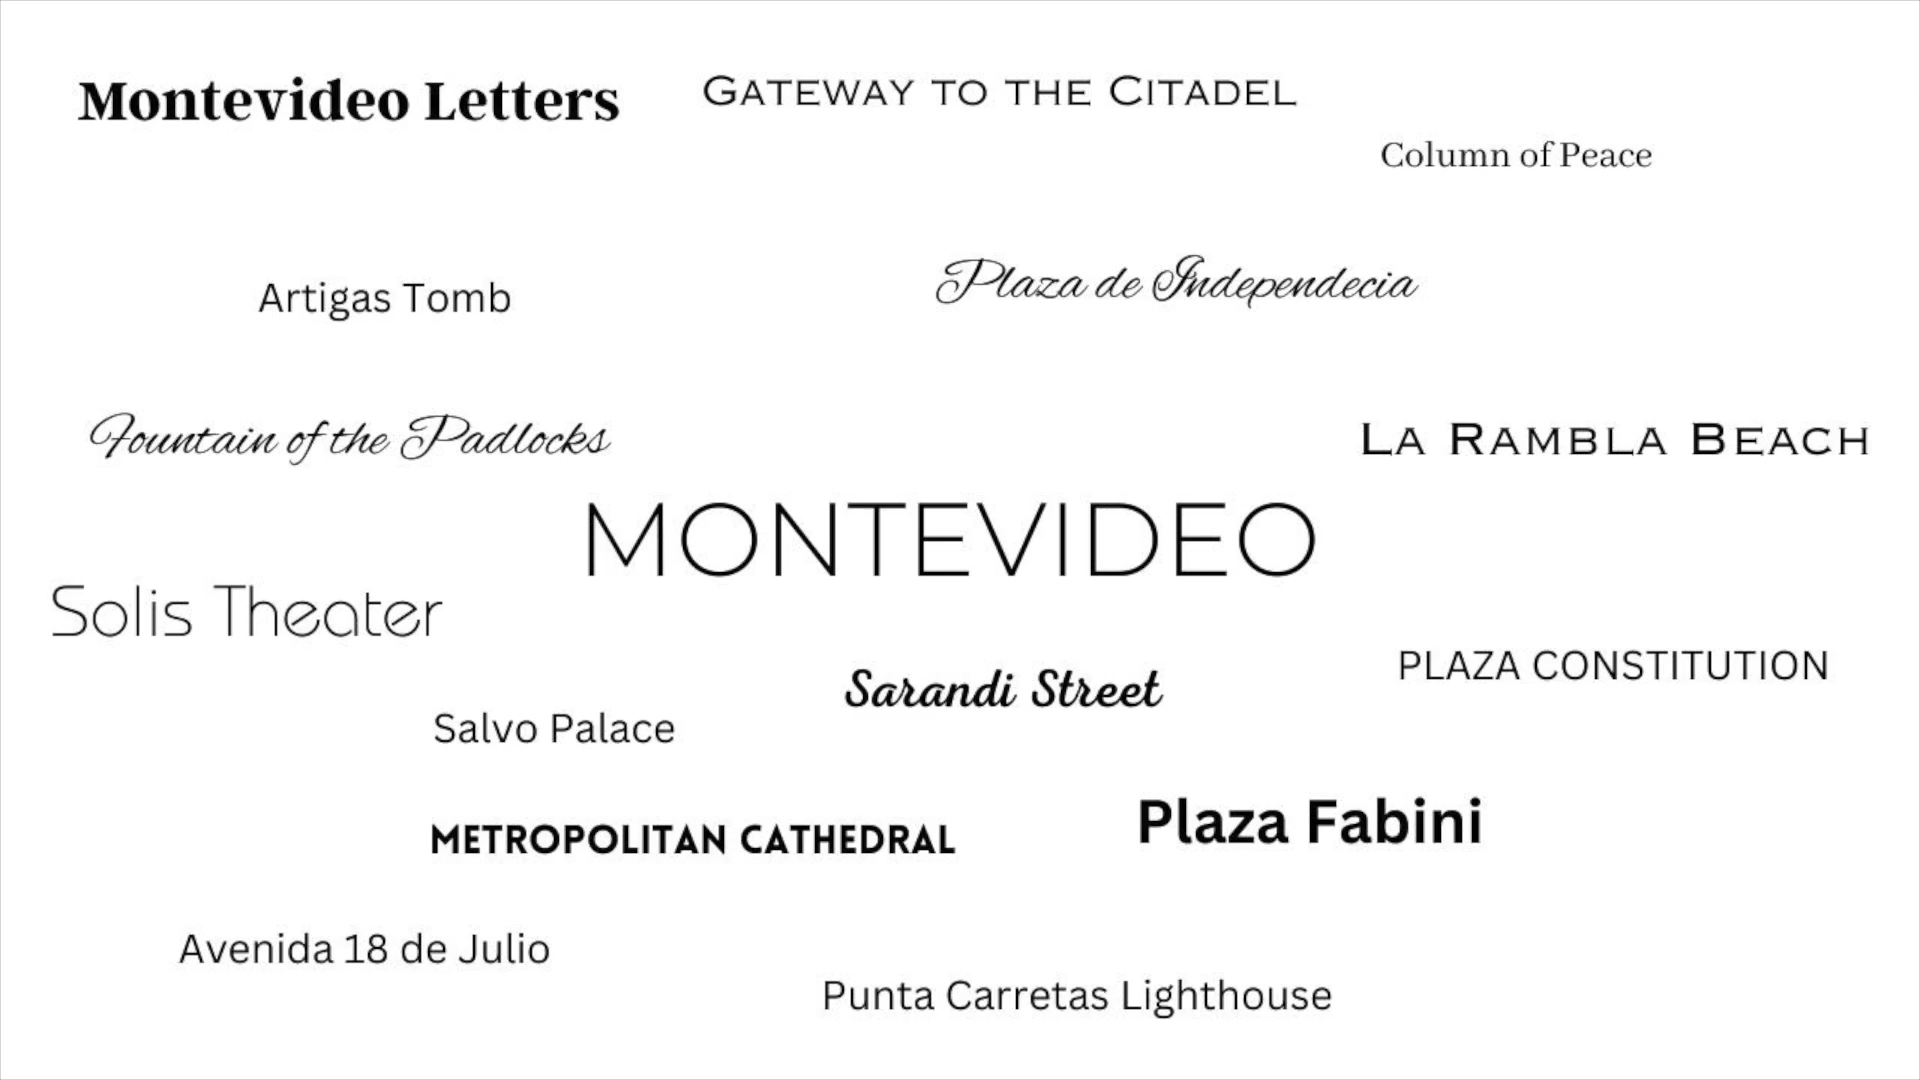 Montevideo Letters
GATEWAY TO THE CITADEL
Column of Peace
Artigas Tomb
Plaza de Independecia
Fountain of the Padlocks
LA RAMBLA BEACH
MONTEVIDEO
Solis Theater
PLAZA CONSTITUTION
Sarandi Street
Salvo Palace
METROPOLITAN CATHEDRAL
Plaza Fabini
Avenida 18 de Julio
Punta Carretas Lighthouse